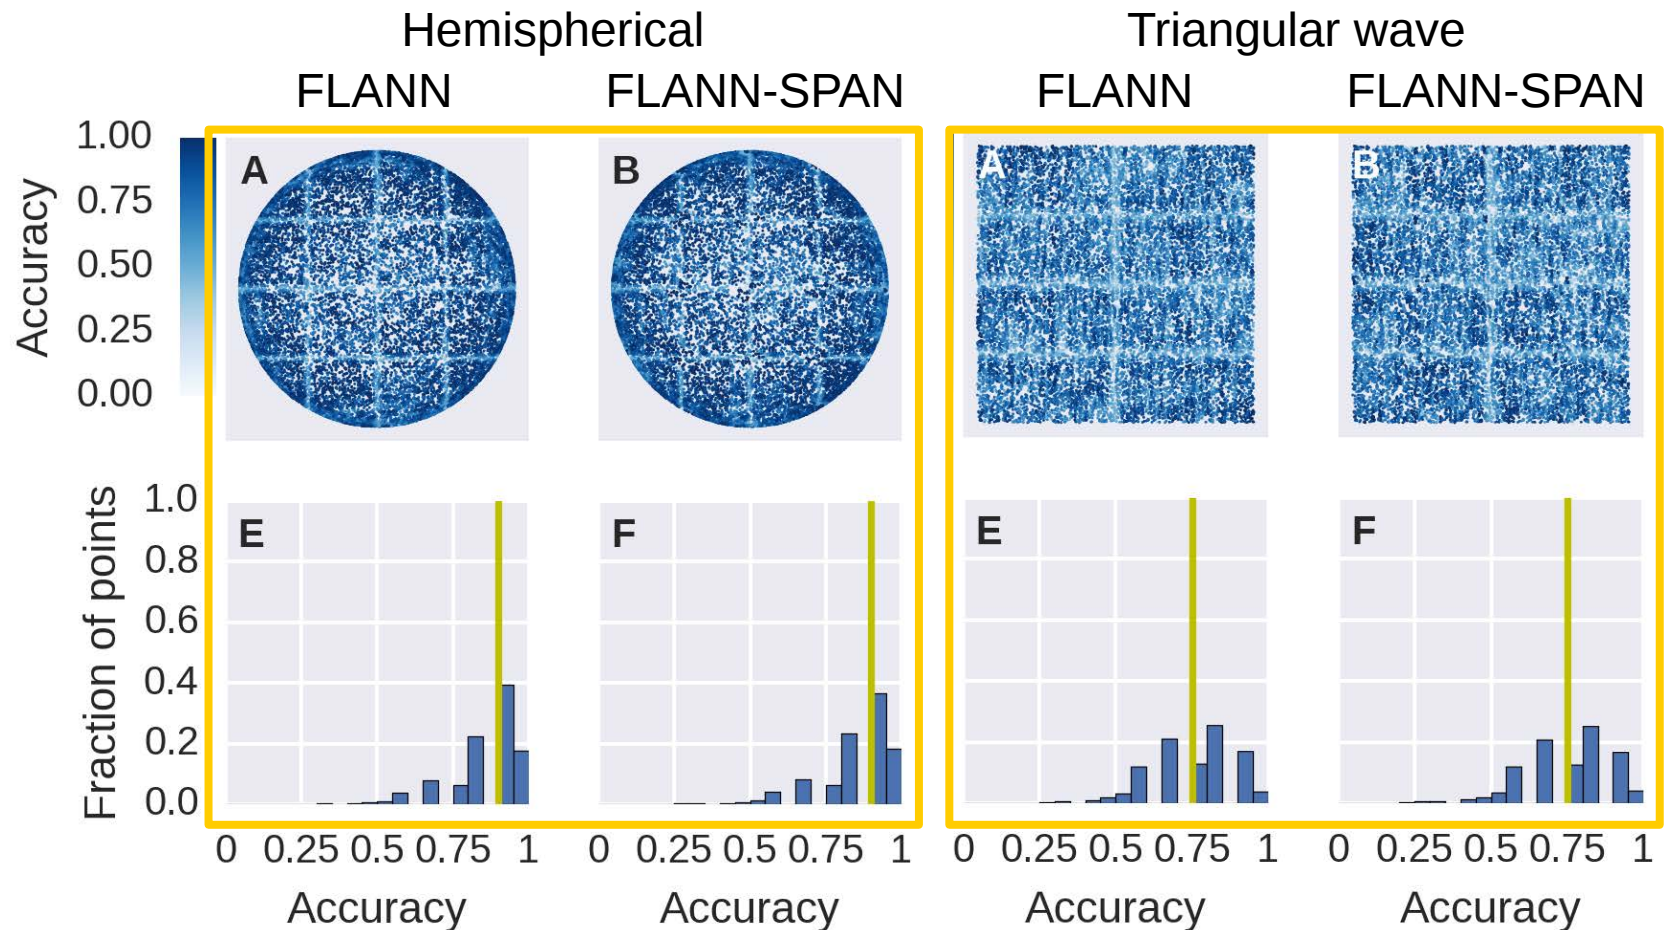 Hemispherical Triangular wave
FLANN FLANN-SPAN FLANN FLANN-SPAN
Accuracy
1.00
0.75
0.50
0.25
0.00
A B A B
Fraction of points
1.0
0.8
0.6
0.4
0.2
0.0
E F E F
0 0.25 0.5 0.75 1 0 0.25 0.5 0.75 1 0 0.25 0.5 0.75 1 0 0.25 0.5 0.75 1
Accuracy Accuracy Accuracy Accuracy